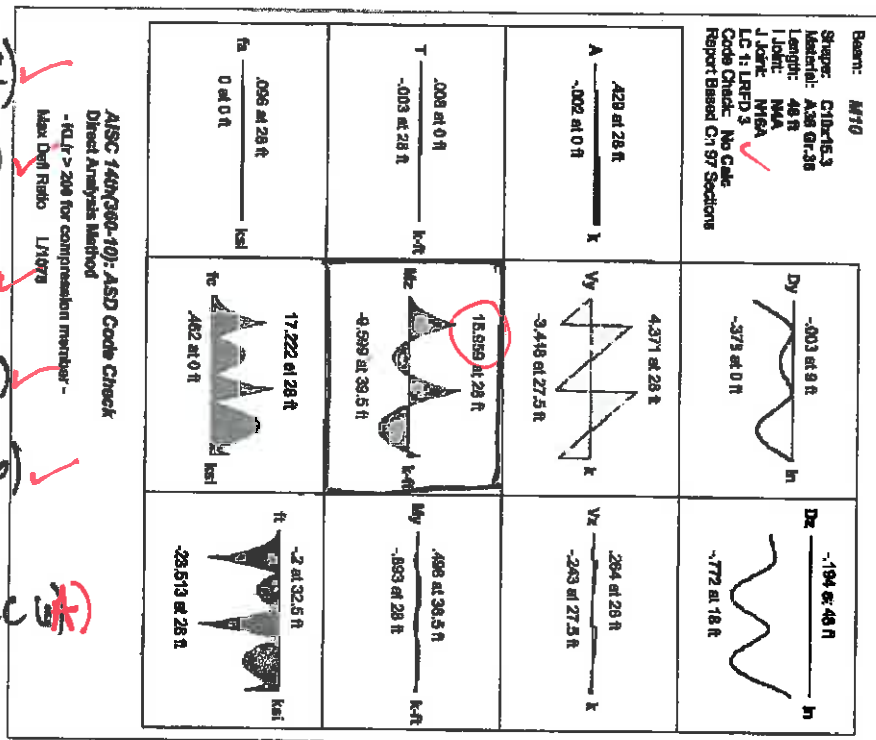 Beam: M10
Shape: C10x15.3
Material: A36 Gr.36
Length: 48 ft
I Joint: N4A
J Joint: N16A
LC 1: LRFD 3
Code Check: No Calc
Report Based On 97 Sections
Dy
-.003 at 9 ft
-.378 at 0 ft
in
Dz
-.194 at 48 ft
-.772 at 18 ft
in
A
.429 at 28 ft
-.002 at 0 ft
k
Vy
4.371 at 28 ft
-3.448 at 27.5 ft
k
Vz
.264 at 28 ft
-.243 at 27.5 ft
k
T
.008 at 0 ft
-.003 at 28 ft
k-ft
Mz
15.959 at 28 ft
-9.599 at 39.5 ft
k-ft
My
.498 at 36.5 ft
-.893 at 28 ft
k-ft
fa
.096 at 28 ft
0 at 0 ft
ksi
fc
17.222 at 28 ft
.462 at 0 ft
ksi
ft
-.2 at 32.5 ft
-23.513 at 28 ft
ksi
AISC 14th(360-10): ASD Code Check
Direct Analysis Method
- KL/r > 200 for compression member -
Max Defl Ratio L/1078